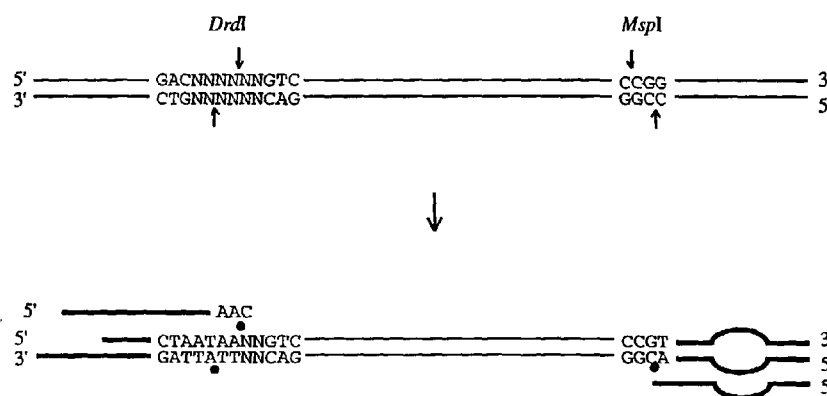 DrdI MspI
5' GACNNNNNNGTC CCGG 3
3' CTGNNNNNNCAG GGCC 5
5' AAC
5' CTAATAANNGTC CCGT 3
3' GATTATTNNCAG GGCA 5
5